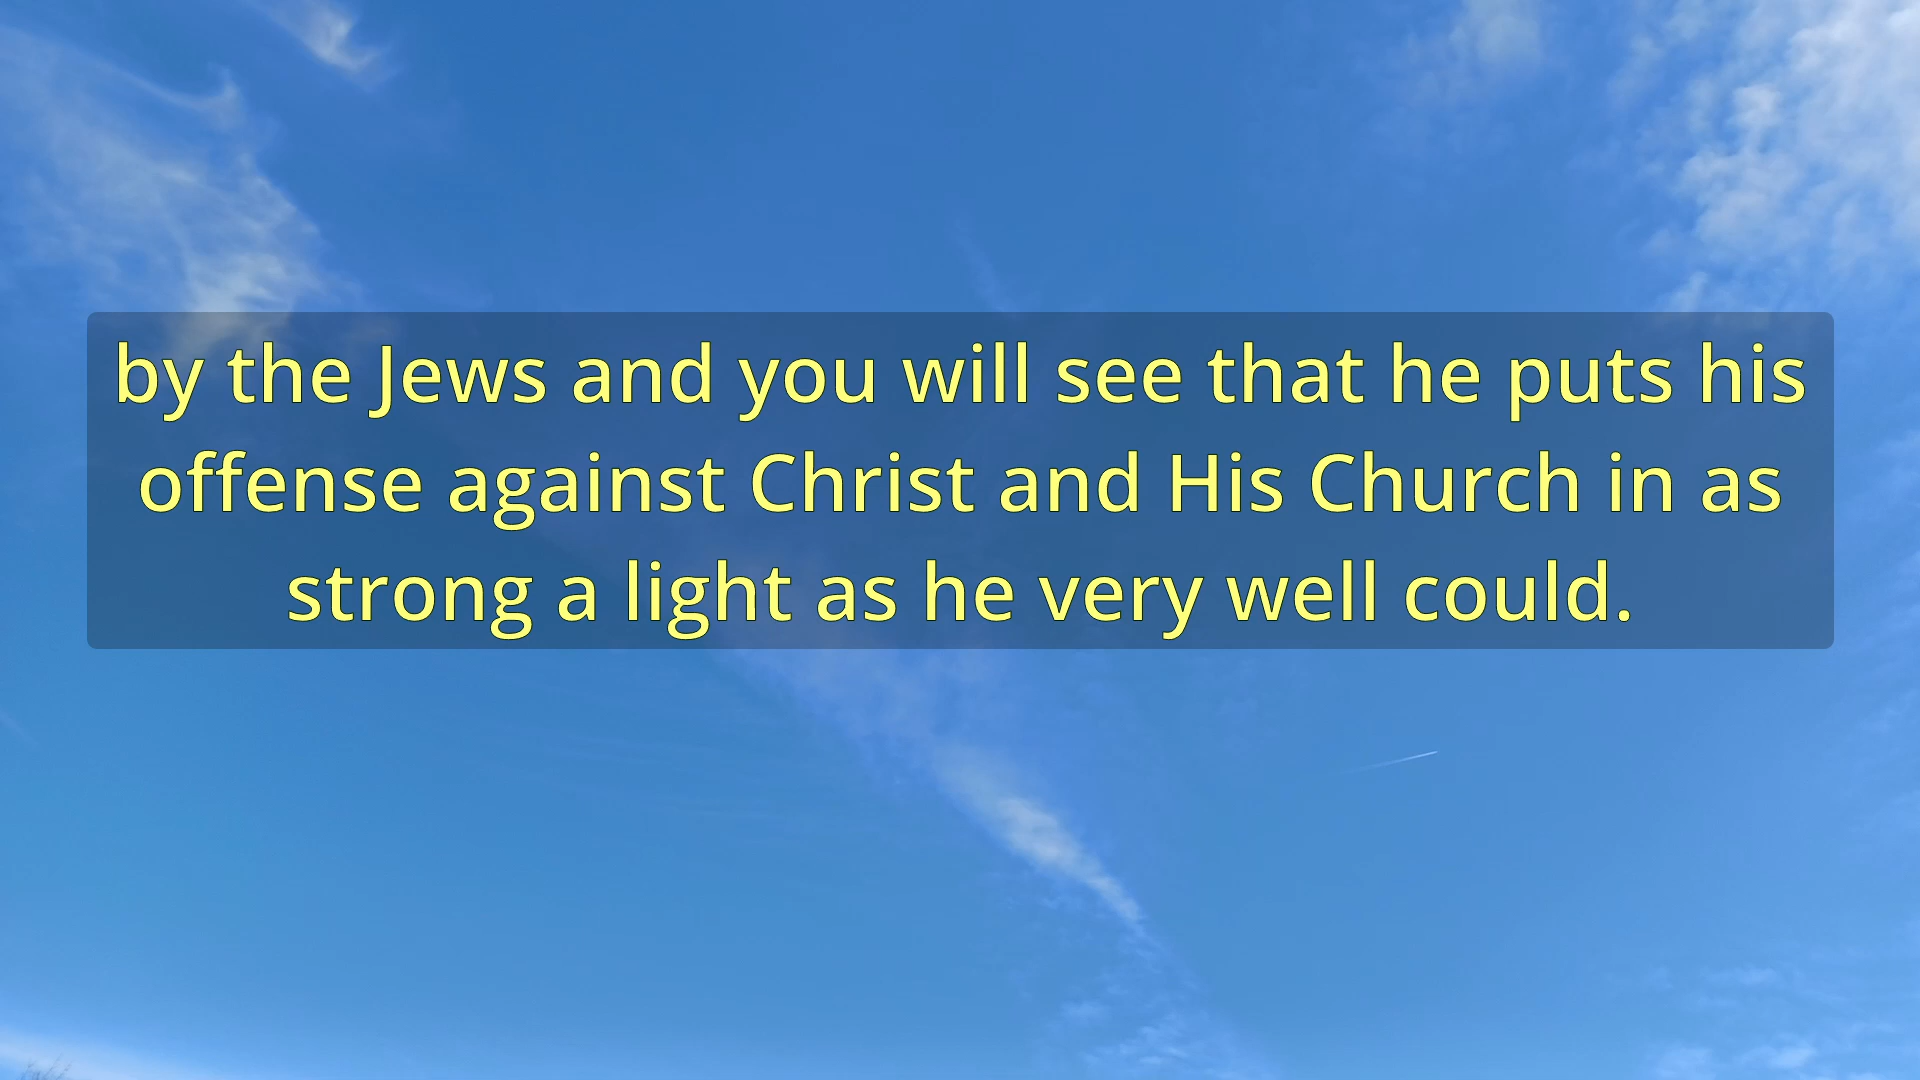 by the Jews and you will see that he puts his
offense against Christ and His Church in as
strong a light as he very well could.